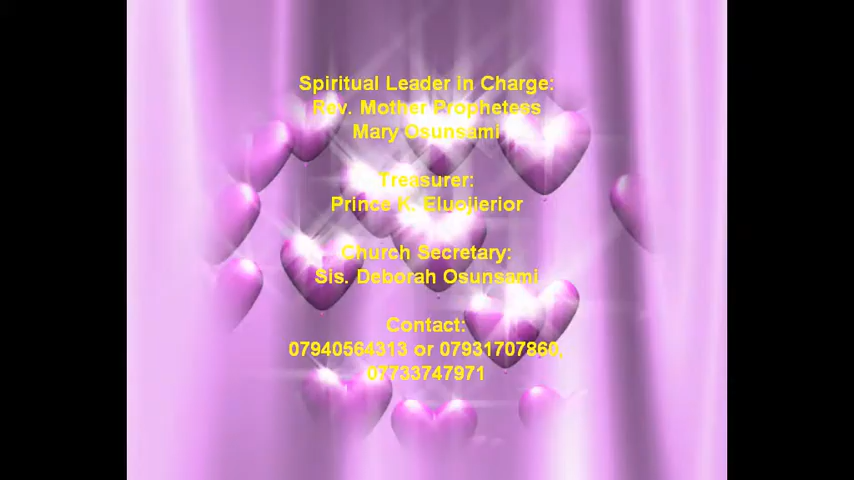 Spiritual Leader in Charge:
Rev. Mother Prophetess
Mary Osunsami
Treasurer:
Prince K. Eluojierior
Church Secretary:
Sis. Deborah Osunsami
Contact:
07940564313 or 07931707860,
07733747971